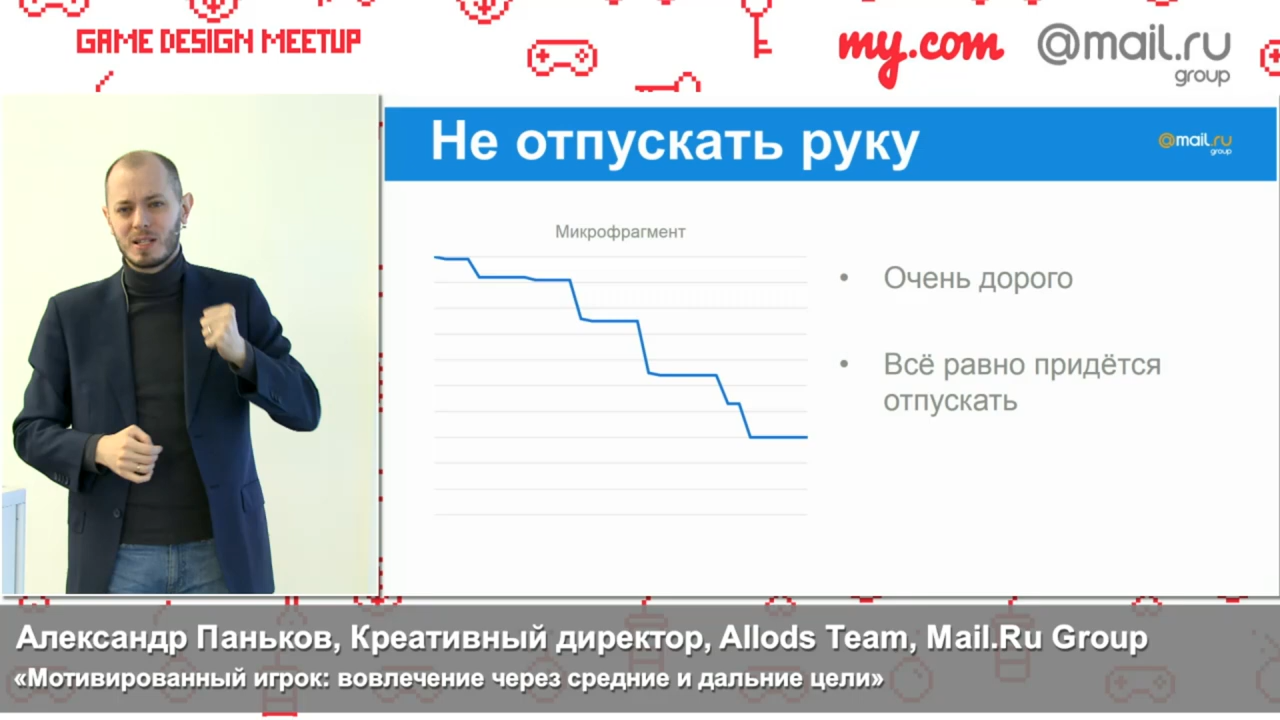 GAME DESIGN MEETUP
my.com
@mail.ru
group
Не отпускать руку
@mail.ru
group
Микрофрагмент
• Очень дорого
• Всё равно придётся
отпускать
Александр Паньков, Креативный директор, Allods Team, Mail.Ru Group
«Мотивированный игрок: вовлечение через средние и дальние цели»